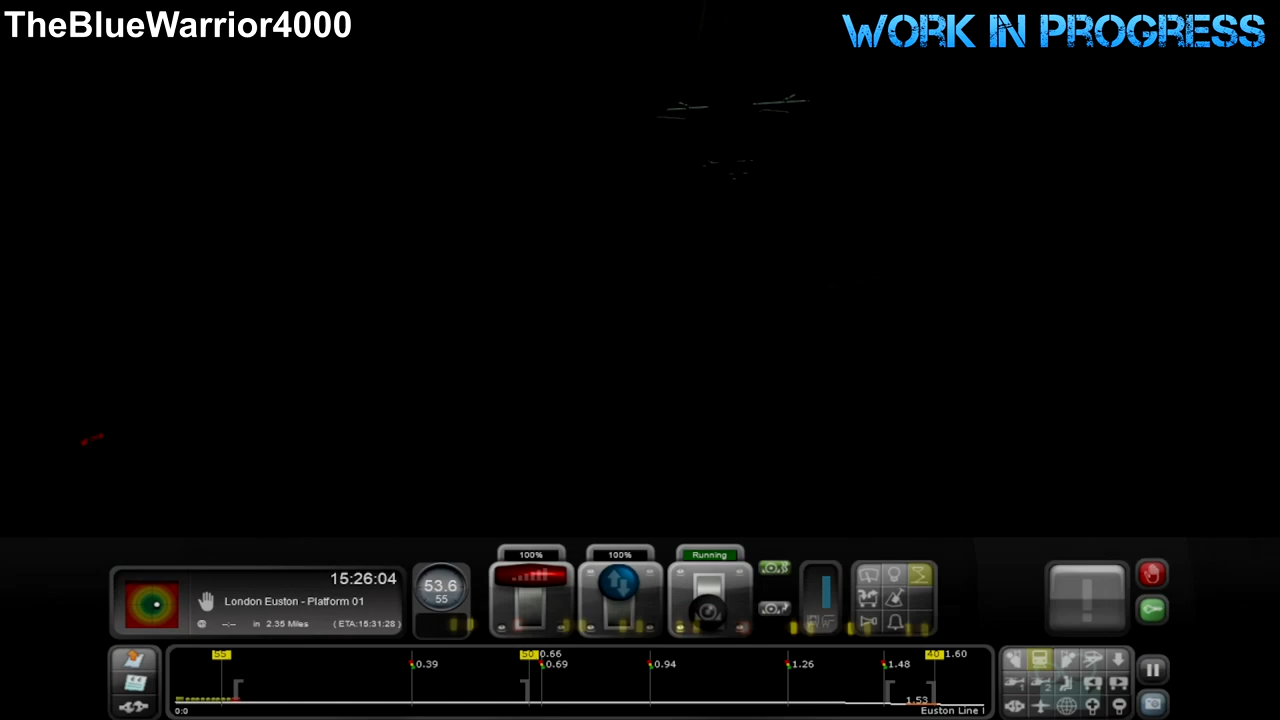 TheBlueWarrior4000
WORK IN PROGRESS
100%
100%
Running
15:26:04
London Euston - Platform 01
--:--
in 2.35 Miles
(ETA:15:31:28)
53.6
55
55
50
0.66
40
1.60
0.39
0.69
0.94
1.26
1.48
1.53
0:0
Euston Line